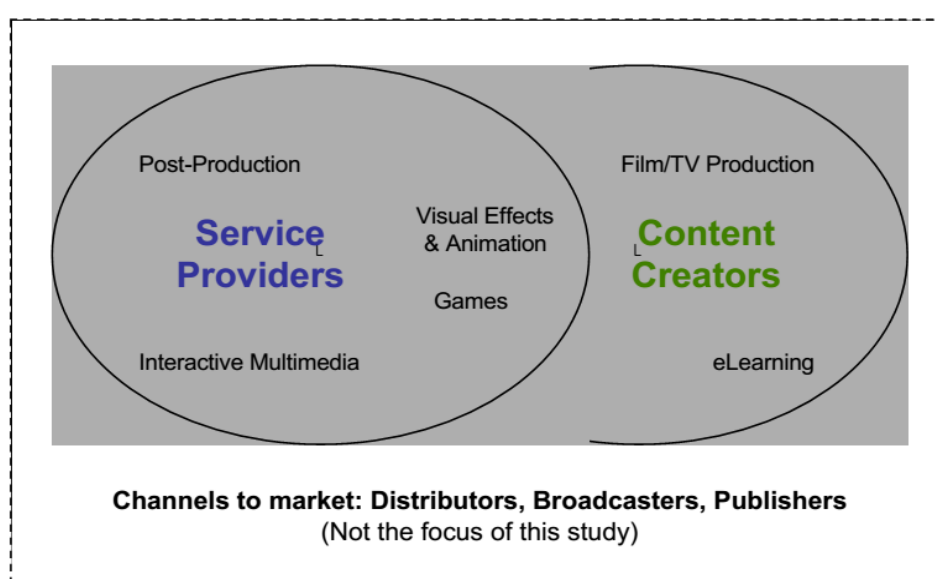 Post-Production
Film/TV Production
Visual Effects
& Animation
Service
Providers
Content
Creators
Games
Interactive Multimedia
eLearning
Channels to market: Distributors, Broadcasters, Publishers
(Not the focus of this study)